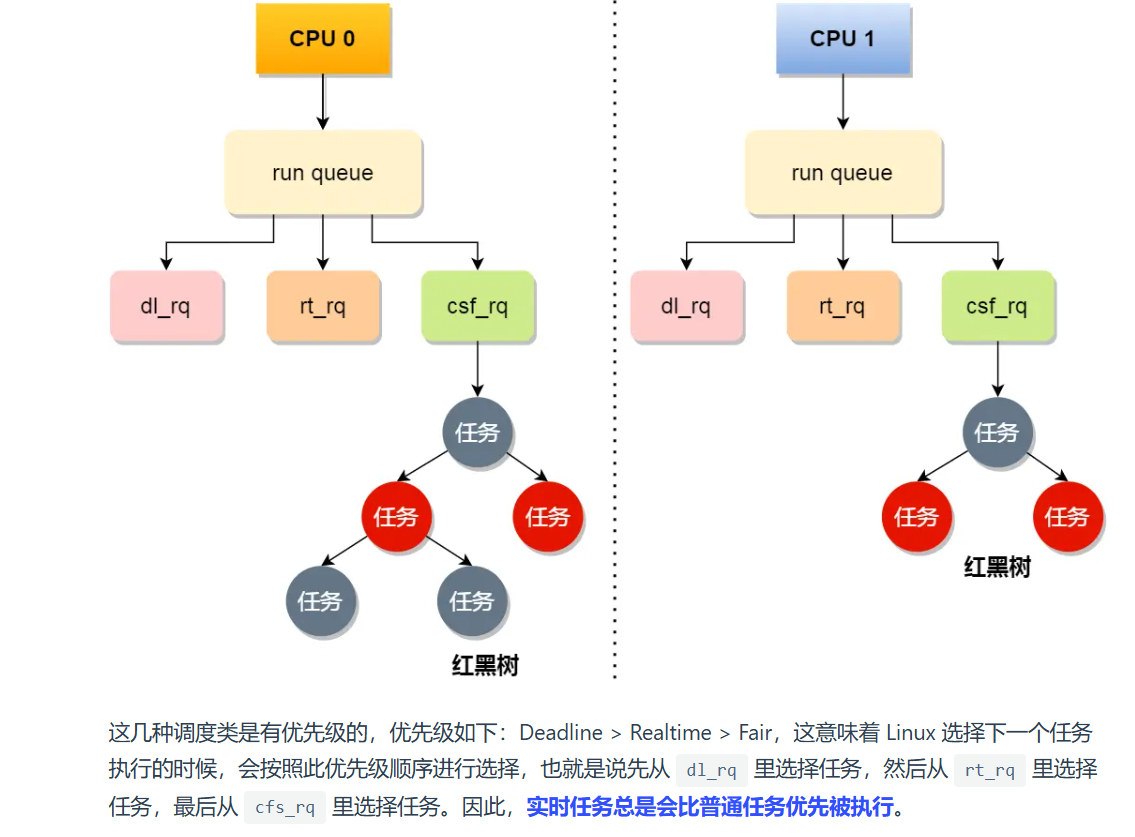 CPU 0
CPU 1
run queue
run queue
dl_rq
rt_rq
csf_rq
dl_rq
rt_rq
csf_rq
任务
任务
任务
任务
任务
任务
任务
任务
红黑树
任务
任务
红黑树
这几种调度类是有优先级的，优先级如下：Deadline > Realtime > Fair，这意味着 Linux 选择下一个任务
执行的时候，会按照此优先级顺序进行选择，也就是说先从 dl_rq 里选择任务，然后从 rt_rq 里选择
任务，最后从 cfs_rq 里选择任务。因此，实时任务总是会比普通任务优先被执行。